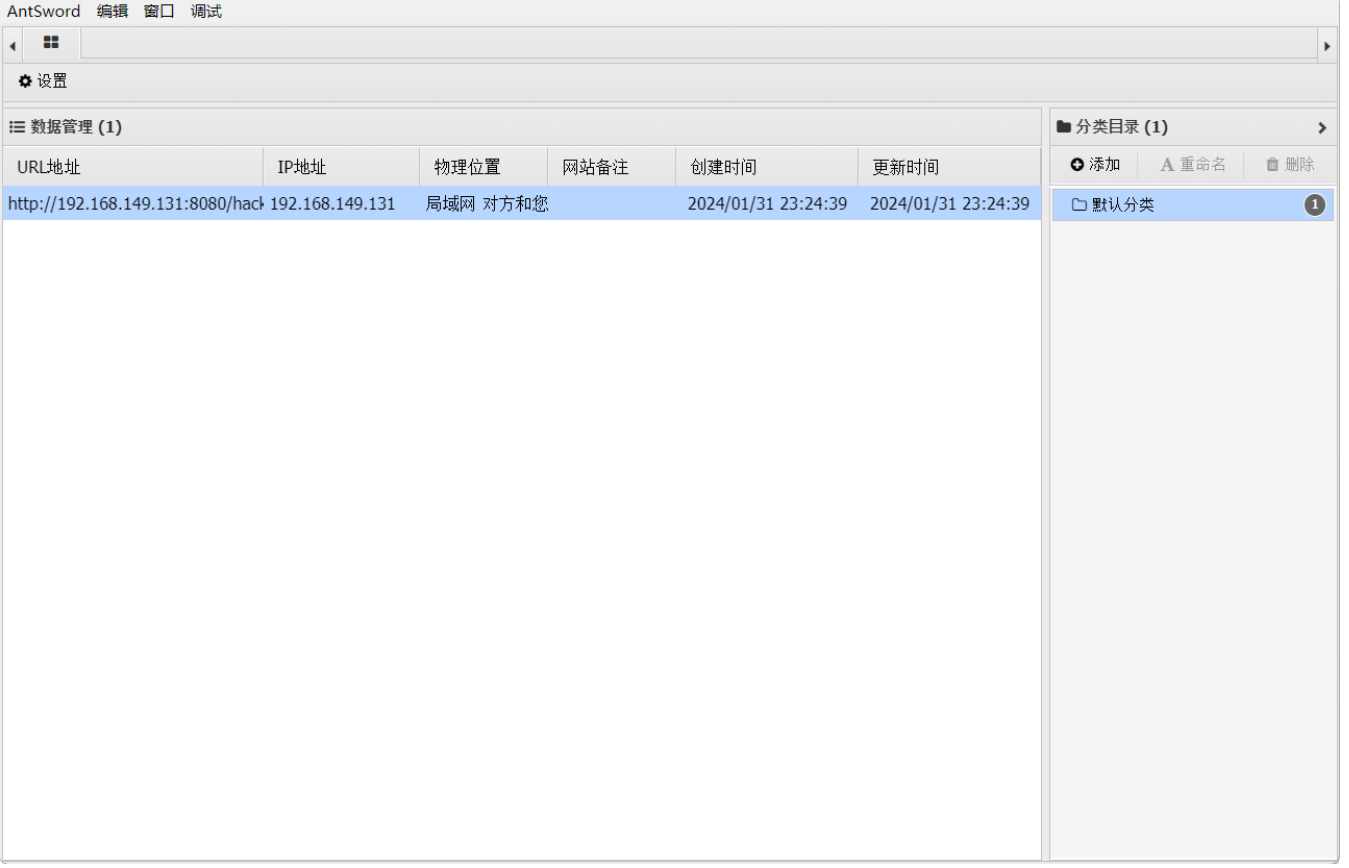 AntSword 编辑 窗口 调试
设置
数据管理 (1)
URL地址 IP地址 物理位置 网站备注 创建时间 更新时间
http://192.168.149.131:8080/hack 192.168.149.131 局域网 对方和您 2024/01/31 23:24:39 2024/01/31 23:24:39
分类目录 (1)
添加 A 重命名 删除
默认分类 1